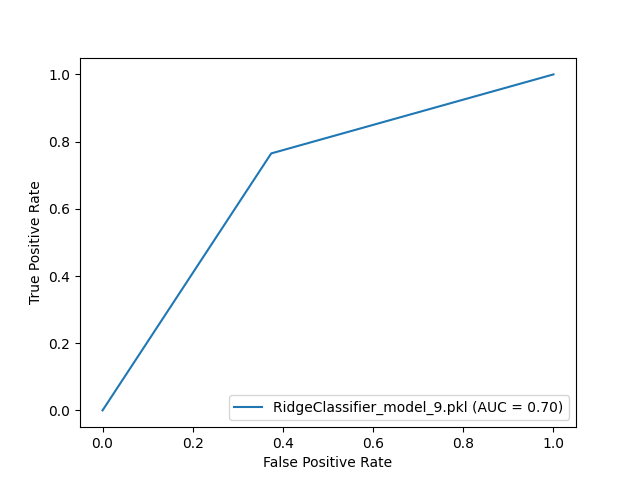 1.0
0.8
0.6
0.4
0.2
0.0
True Positive Rate
RidgeClassifier_model_9.pkl (AUC = 0.70)
0.0 0.2 0.4 0.6 0.8 1.0
False Positive Rate